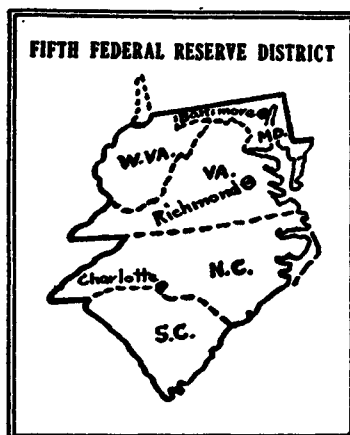 FIFTH FEDERAL RESERVE DISTRICT
Baltimore
MD.
W.VA.
VA.
Richmond
N.C.
Charlotte
S.C.